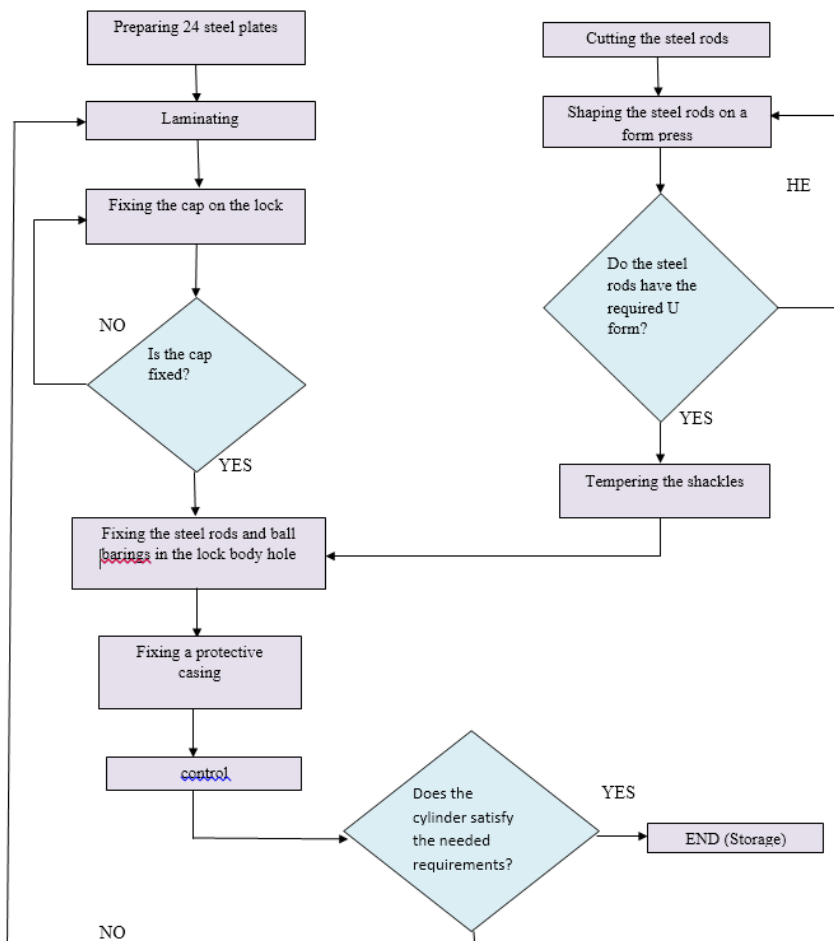 Preparing 24 steel plates
Laminating
Fixing the cap on the lock
NO
Is the cap
fixed?
YES
Fixing the steel rods and ball
barings in the lock body hole
Fixing a protective
casing
control
Cutting the steel rods
Shaping the steel rods on a
form press
HE
Do the steel
rods have the
required U
form?
YES
Tempering the shackles
Does the
cylinder satisfy
the needed
requirements?
YES
END (Storage)
NO